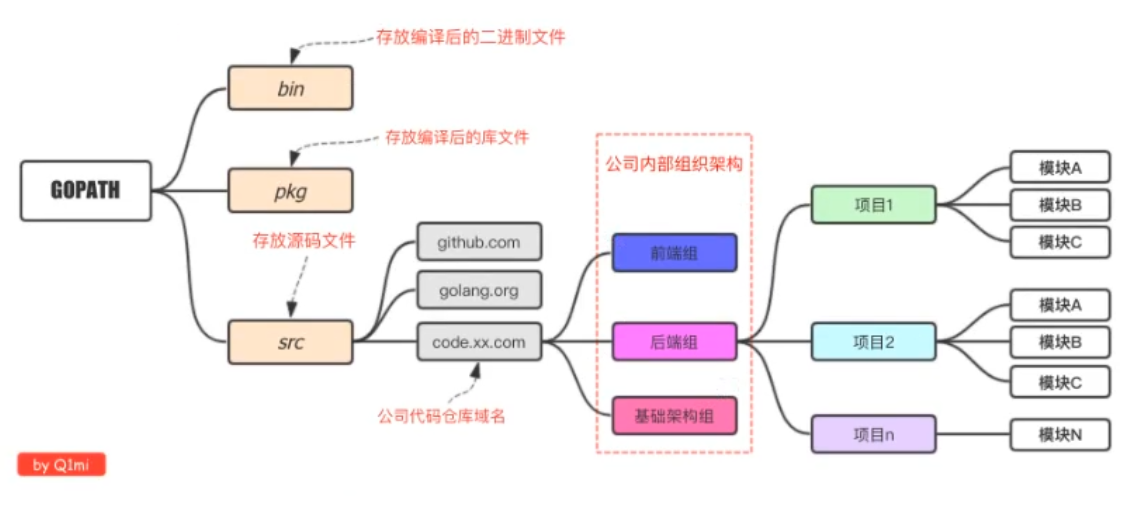 存放编译后的二进制文件
bin
存放编译后的库文件
公司内部组织架构
GOPATH
pkg
存放源码文件
github.com
golang.org
src
code.xx.com
公司代码仓库域名
前端组
后端组
基础架构组
项目1
模块A
模块B
模块C
项目2
模块A
模块B
模块C
项目n
模块N
by Q1mi